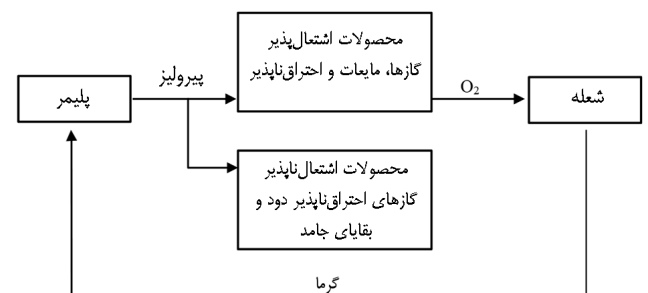 پلیمر
پیرولیز
محصولات اشتعال‌پذیر
گازها، مایعات و احتراق‌ناپذیر
O₂
شعله
محصولات اشتعال‌ناپذیر
گازهای احتراق‌ناپذیر دود و
بقایای جامد
گرما